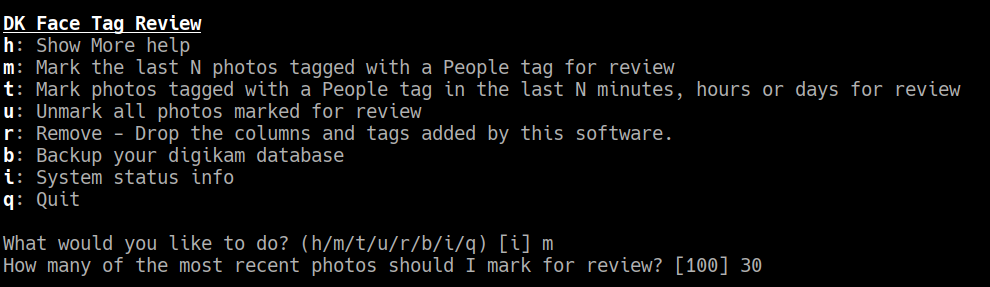 DK Face Tag Review
h: Show More help
m: Mark the last N photos tagged with a People tag for review
t: Mark photos tagged with a People tag in the last N minutes, hours or days for review
u: Unmark all photos marked for review
r: Remove - Drop the columns and tags added by this software.
b: Backup your digikam database
i: System status info
q: Quit
What would you like to do? (h/m/t/u/r/b/i/q) [i] m
How many of the most recent photos should I mark for review? [100] 30